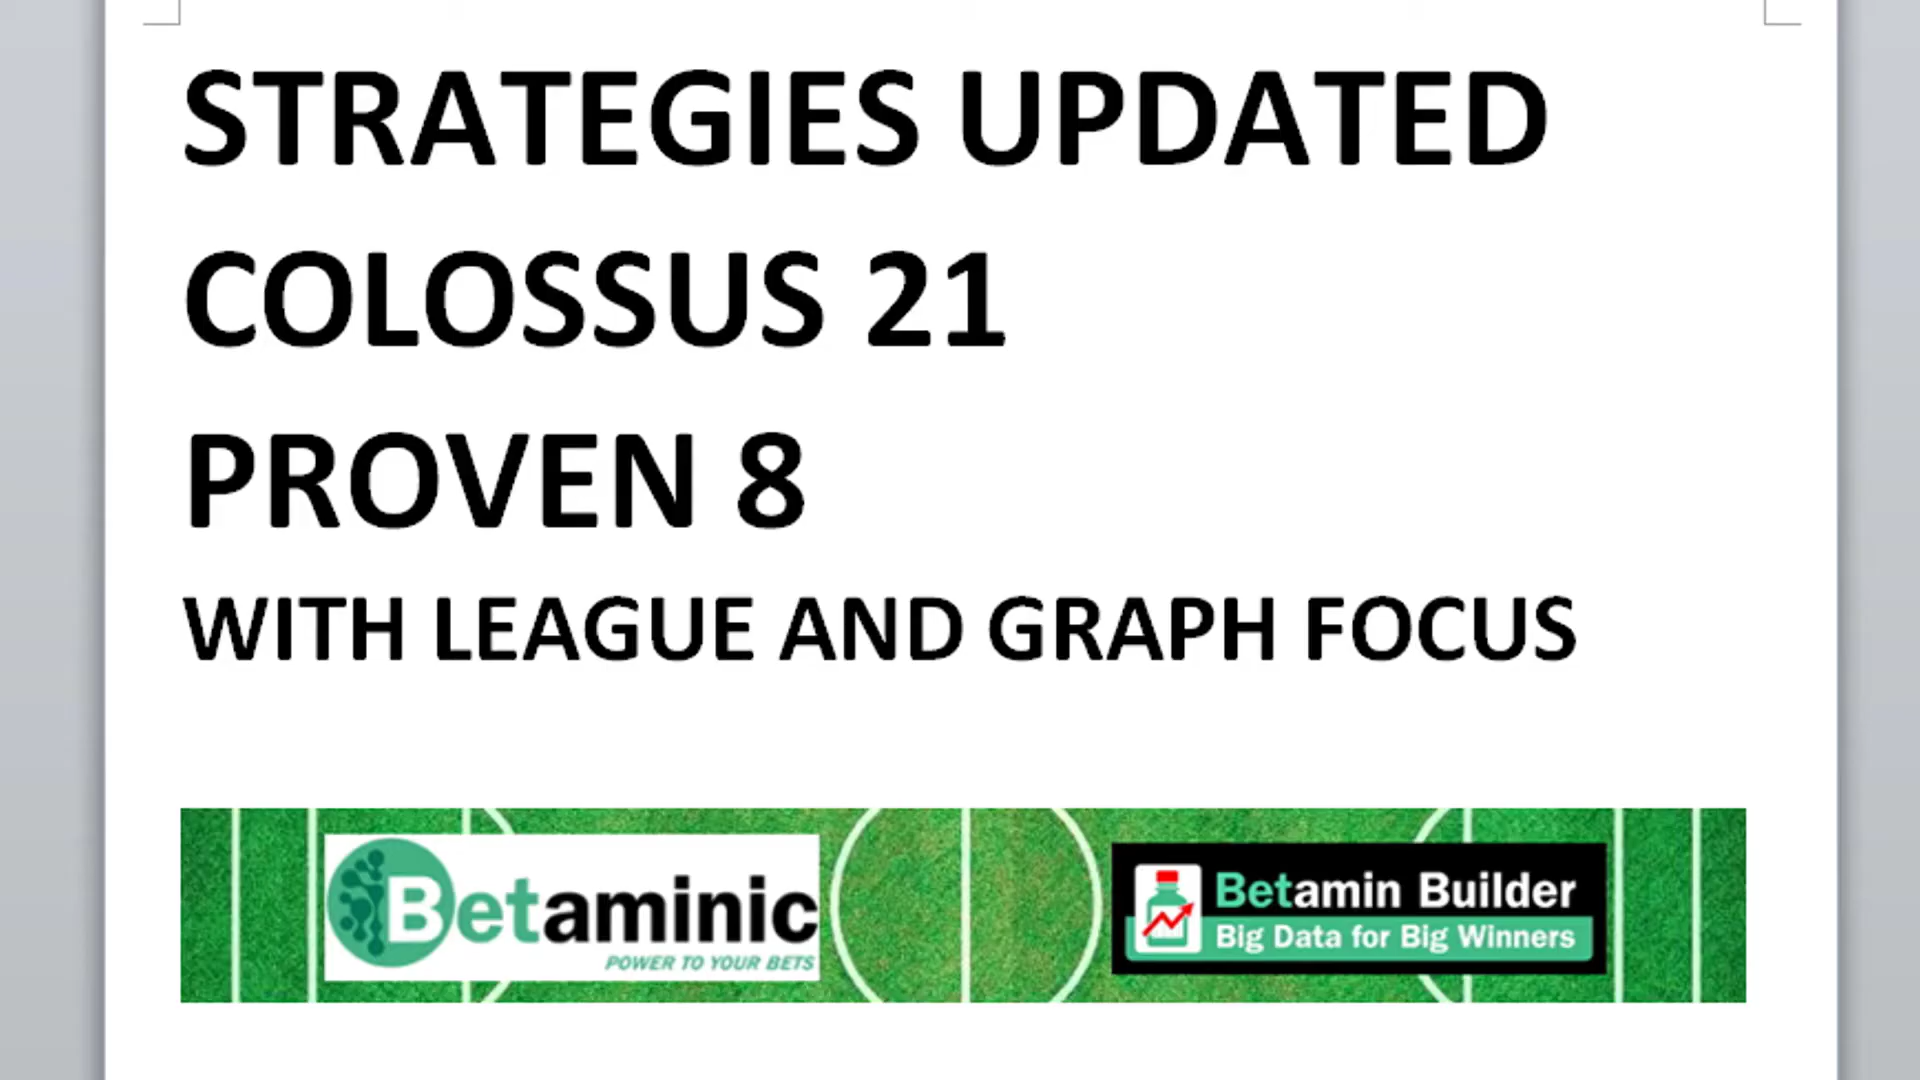 STRATEGIES UPDATED
COLOSSUS 21
PROVEN 8
WITH LEAGUE AND GRAPH FOCUS
Betaminic
POWER TO YOUR BETS
Betamin Builder
Big Data for Big Winners